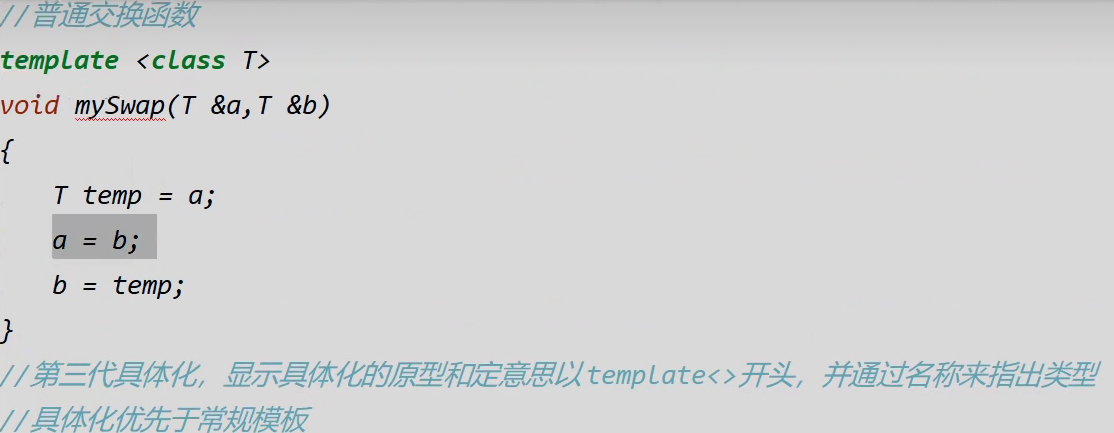 //普通交换函数
template <class T>
void mySwap(T &a,T &b)
{
T temp = a;
a = b;
b = temp;
}
//第三代具体化，显示具体化的原型和定意思以template<>开头，并通过名称来指出类型
//具体化优先于常规模板